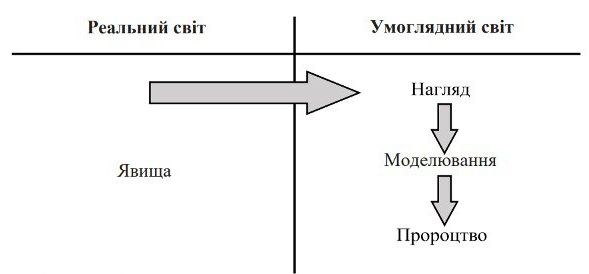 Реальний світ
Умоглядний світ
Нагляд
Моделювання
Явища
Пророцтво